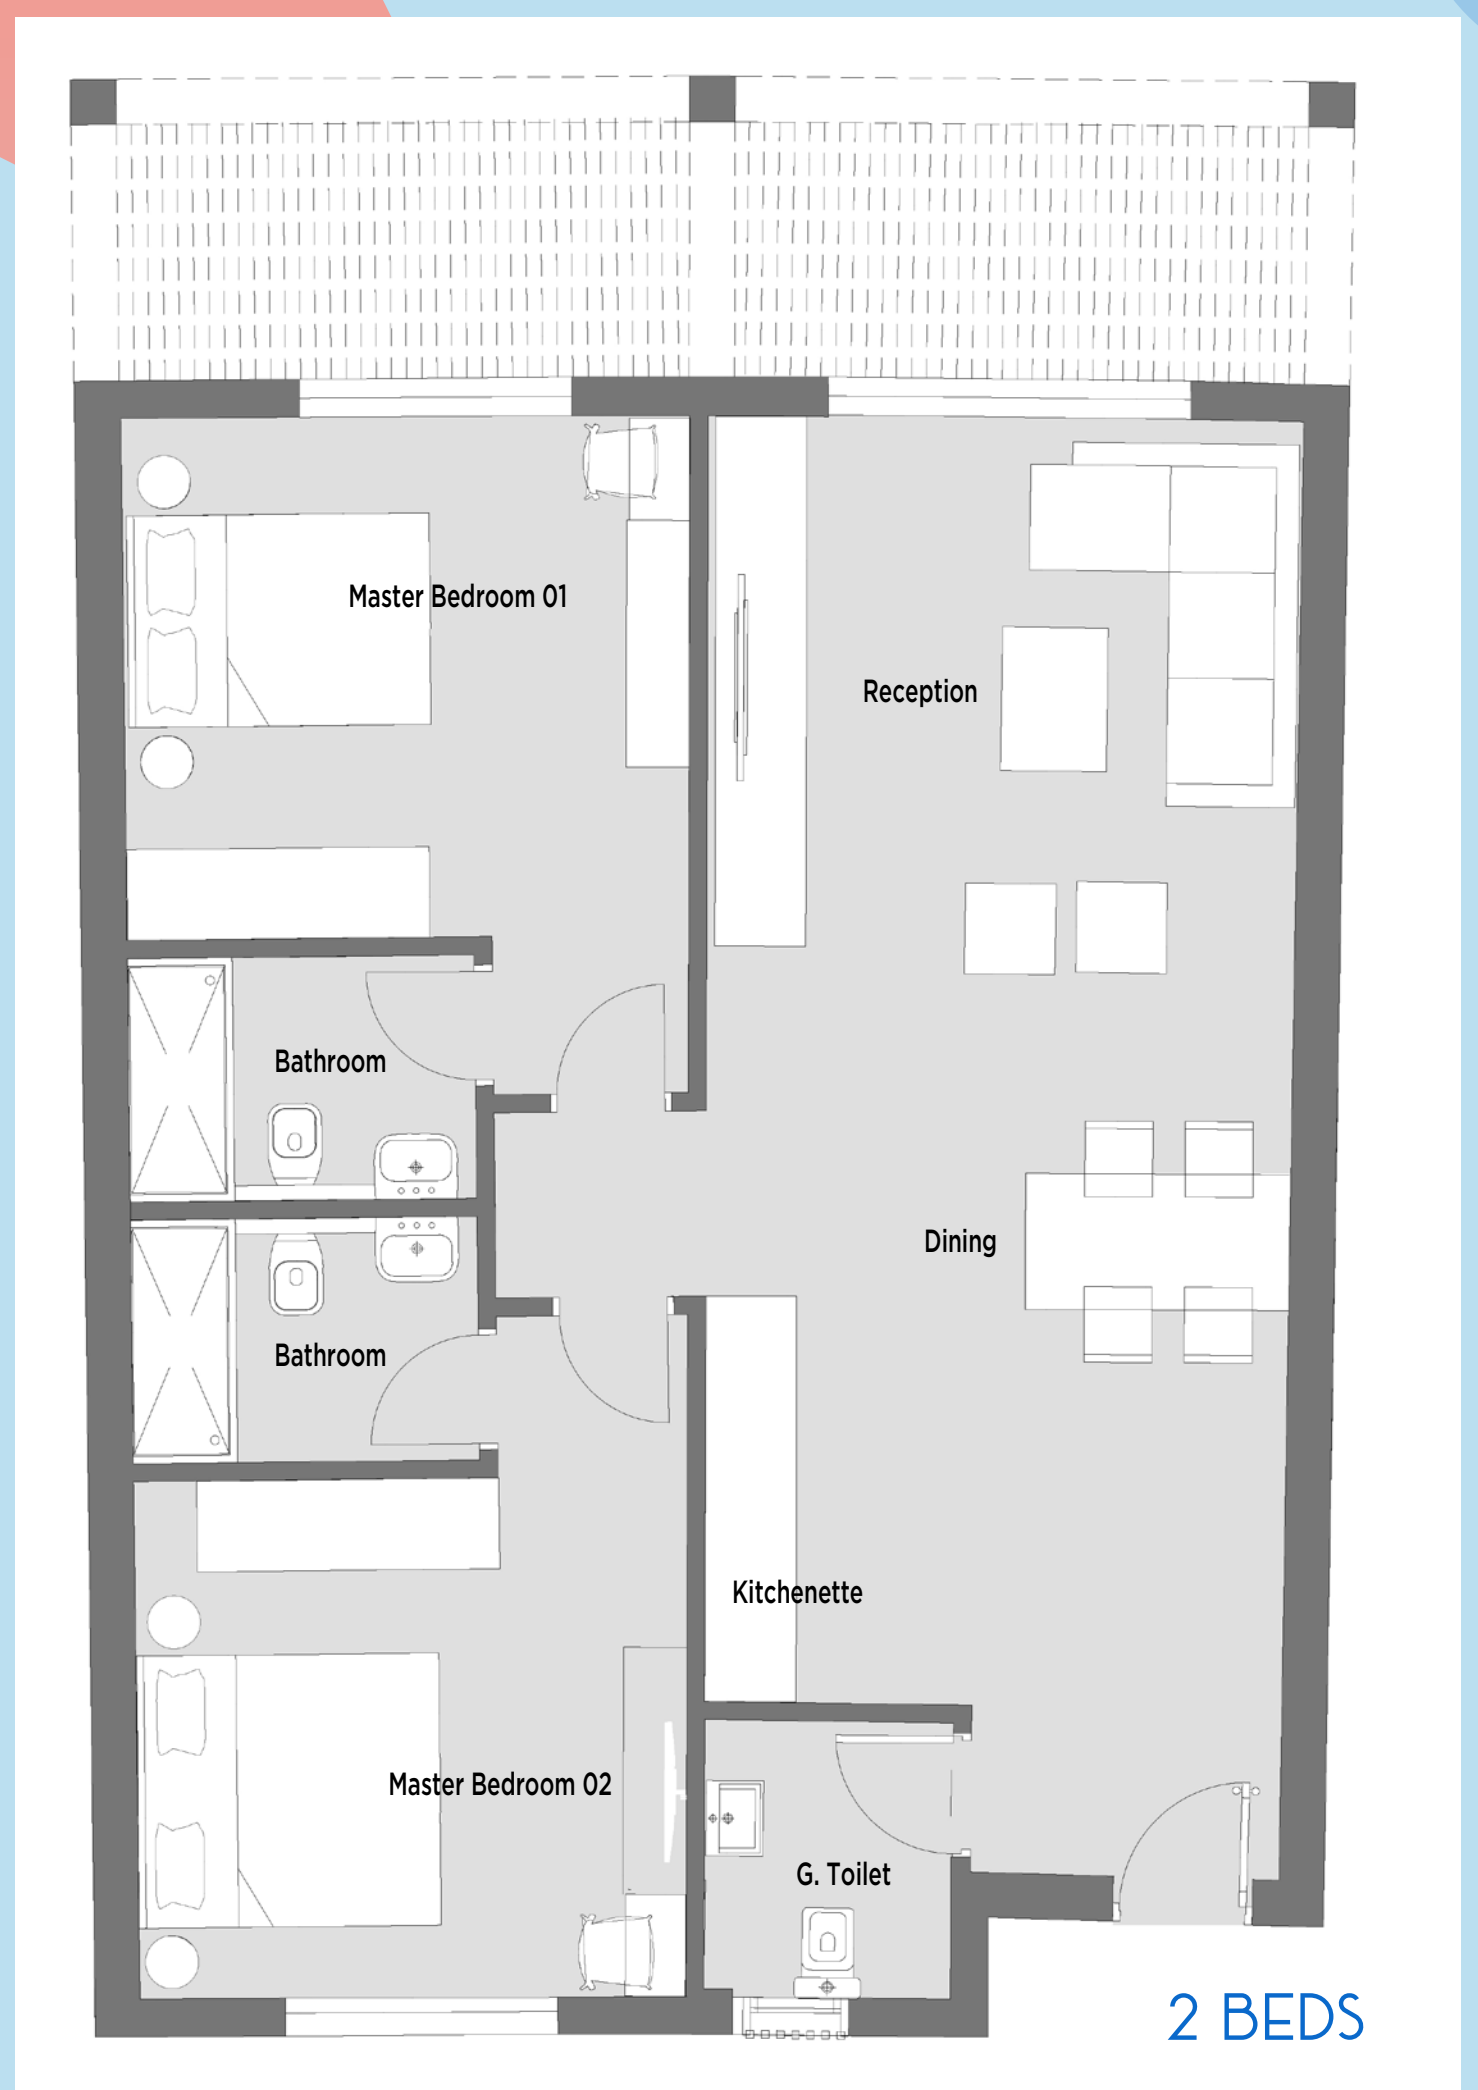 Master Bedroom 01
Reception
Bathroom
Dining
Bathroom
Kitchenette
Master Bedroom 02
G. Toilet
2 BEDS